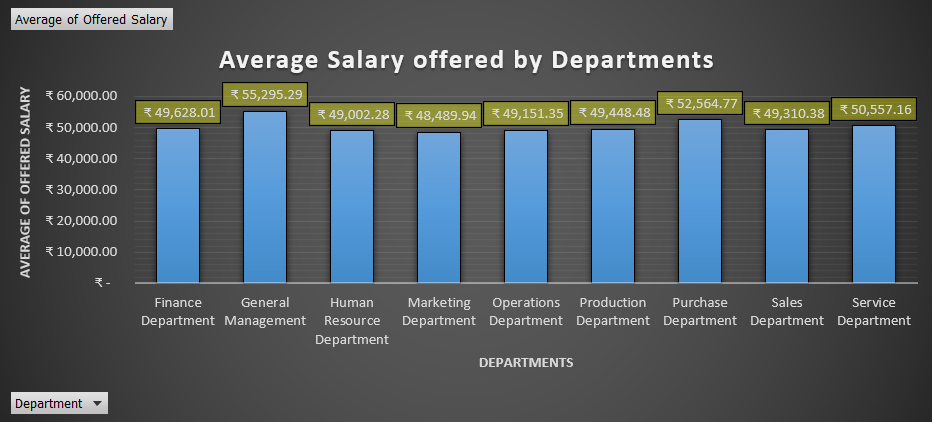 Average of Offered Salary
Average Salary offered by Departments
AVERAGE OF OFFERED SALARY
₹ 60,000.00
₹ 50,000.00
₹ 40,000.00
₹ 30,000.00
₹ 20,000.00
₹ 10,000.00
₹ -
₹ 49,628.01
₹ 55,295.29
₹ 49,002.28
₹ 48,489.94
₹ 49,151.35
₹ 49,448.48
₹ 52,564.77
₹ 49,310.38
₹ 50,557.16
Finance
Department
General
Management
Human
Resource
Department
Marketing
Department
Operations
Department
Production
Department
Purchase
Department
Sales
Department
Service
Department
DEPARTMENTS
Department